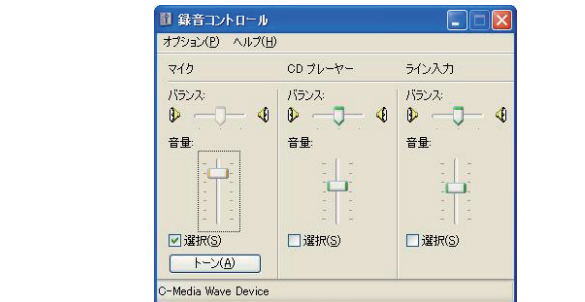 録音コントロール
オプション(P) ヘルプ(H)
マイク CD プレーヤー ライン入力
バランス: バランス: バランス:
音量: 音量: 音量:
選択(S) 選択(S) 選択(S)
トーン(A)
C-Media Wave Device